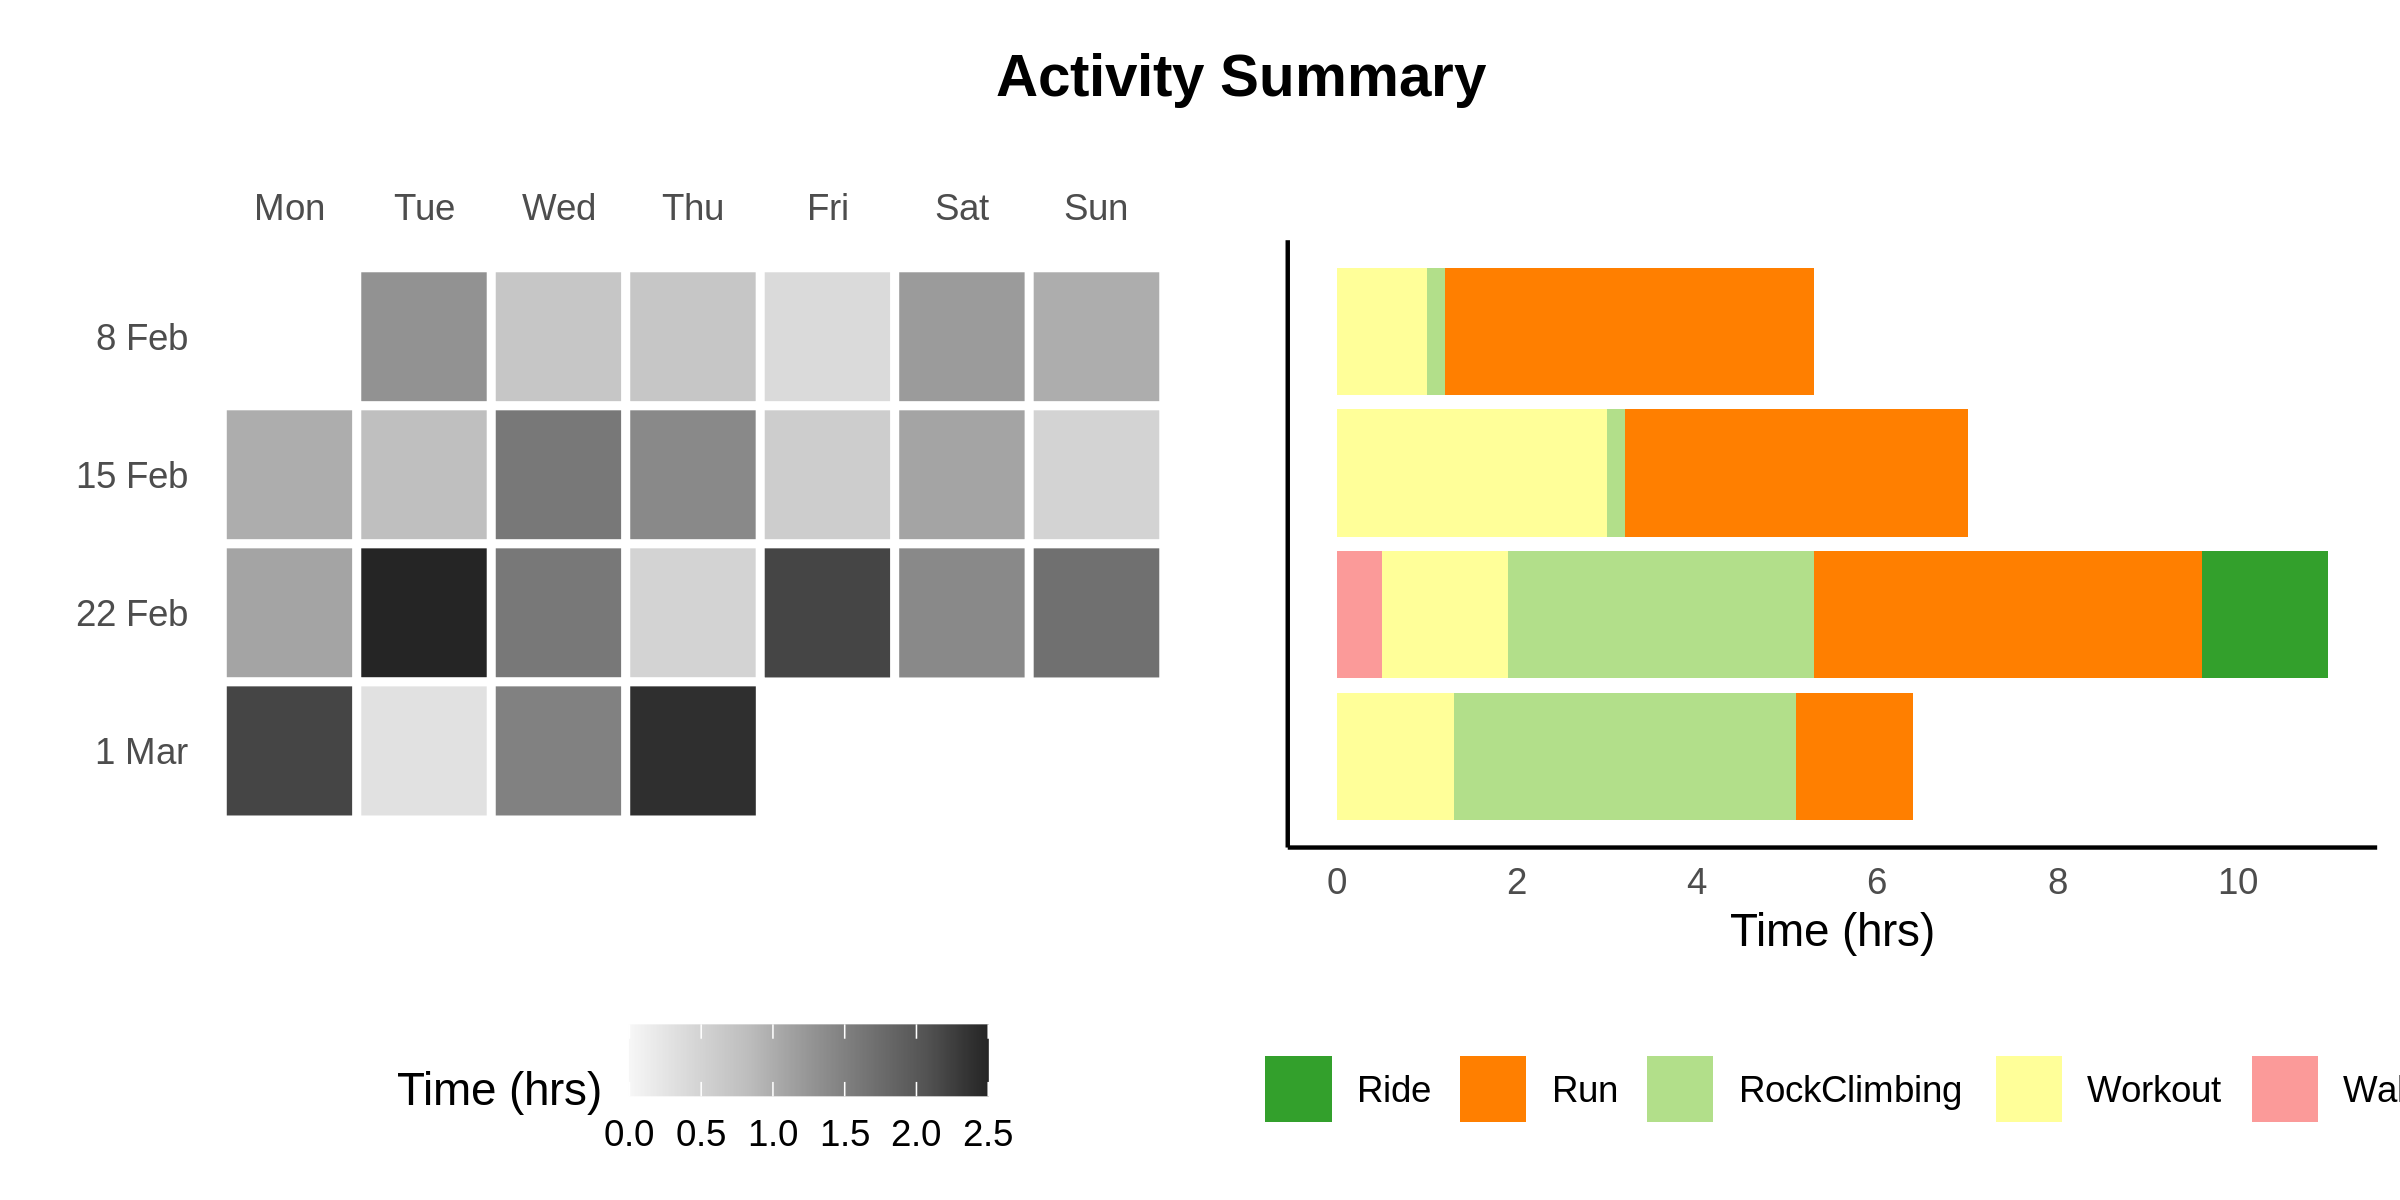 Activity Summary
Mon Tue Wed Thu Fri Sat Sun
8 Feb
15 Feb
22 Feb
1 Mar
0 2 4 6 8 10
Time (hrs)
Time (hrs)
0.0 0.5 1.0 1.5 2.0 2.5
Ride Run RockClimbing Workout